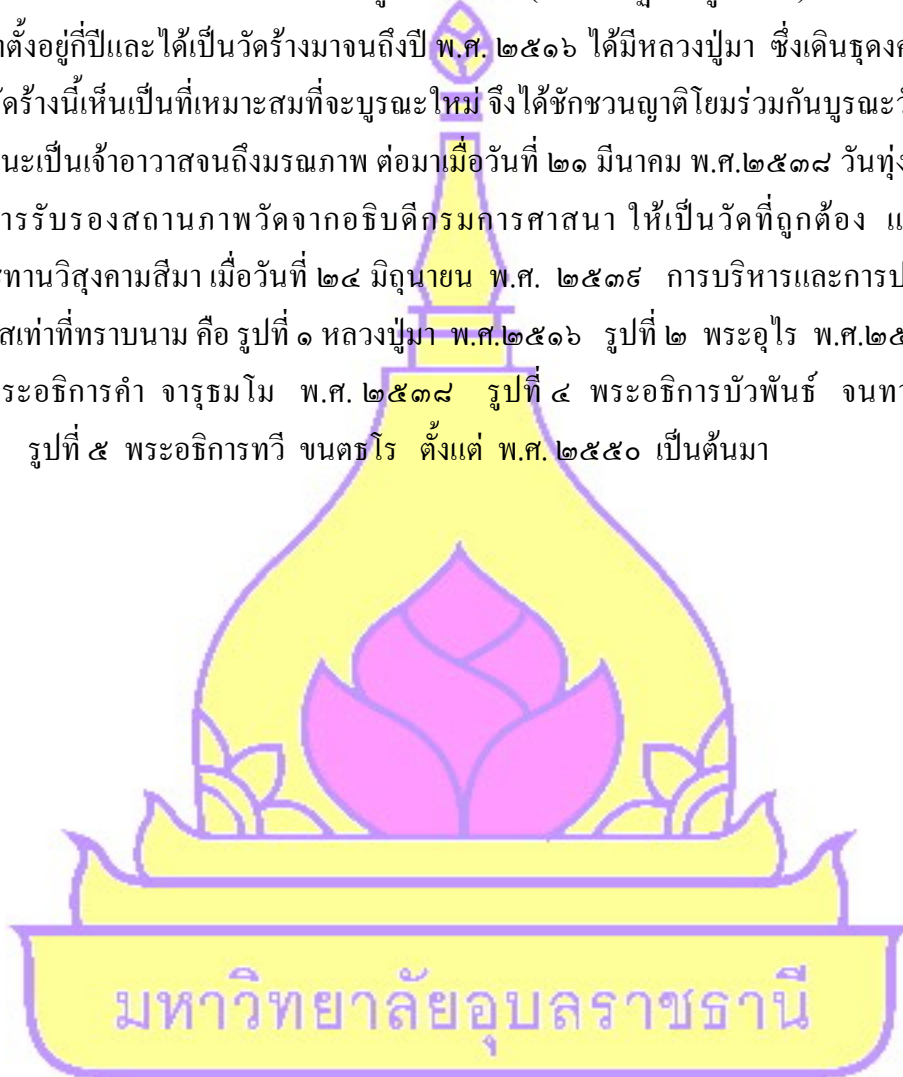 ตั้งอยู่กี่ปีและได้เป็นวัดร้างมาจนถึงปี พ.ศ. ๒๕๑๖ ได้มีหลวงปู่มา ซึ่งเดินธุดงค
ัดร้างนี้เห็นเป็นที่เหมาะสมที่จะบูรณะใหม่ จึงได้ชักชวนญาติโยมร่วมกันบูรณะวั
นะเป็นเจ้าอาวาสจนถึงมรณภาพ ต่อมาเมื่อวันที่ ๒๑ มีนาคม พ.ศ.๒๕๓๘ วันทุ่ง
ารรับรองสถานภาพวัดจากอธิบดีกรมการศาสนา ให้เป็นวัดที่ถูกต้อง แ
ทานวิสุงคามสีมา เมื่อวันที่ ๒๔ มิถุนายน พ.ศ. ๒๕๓๙ การบริหารและการป
สเท่าที่ทราบนาม คือ รูปที่ ๑ หลวงปู่มา พ.ศ.๒๕๑๖ รูปที่ ๒ พระอุไร พ.ศ.๒๕
ระอธิการคำ จารุธมโม พ.ศ. ๒๕๓๘ รูปที่ ๔ พระอธิการบัวพันธ์ จนทว
รูปที่ ๕ พระอธิการทวี ขนตธโร ตั้งแต่ พ.ศ. ๒๕๕๐ เป็นต้นมา
มหาวิทยาลัยอุบลราชธานี